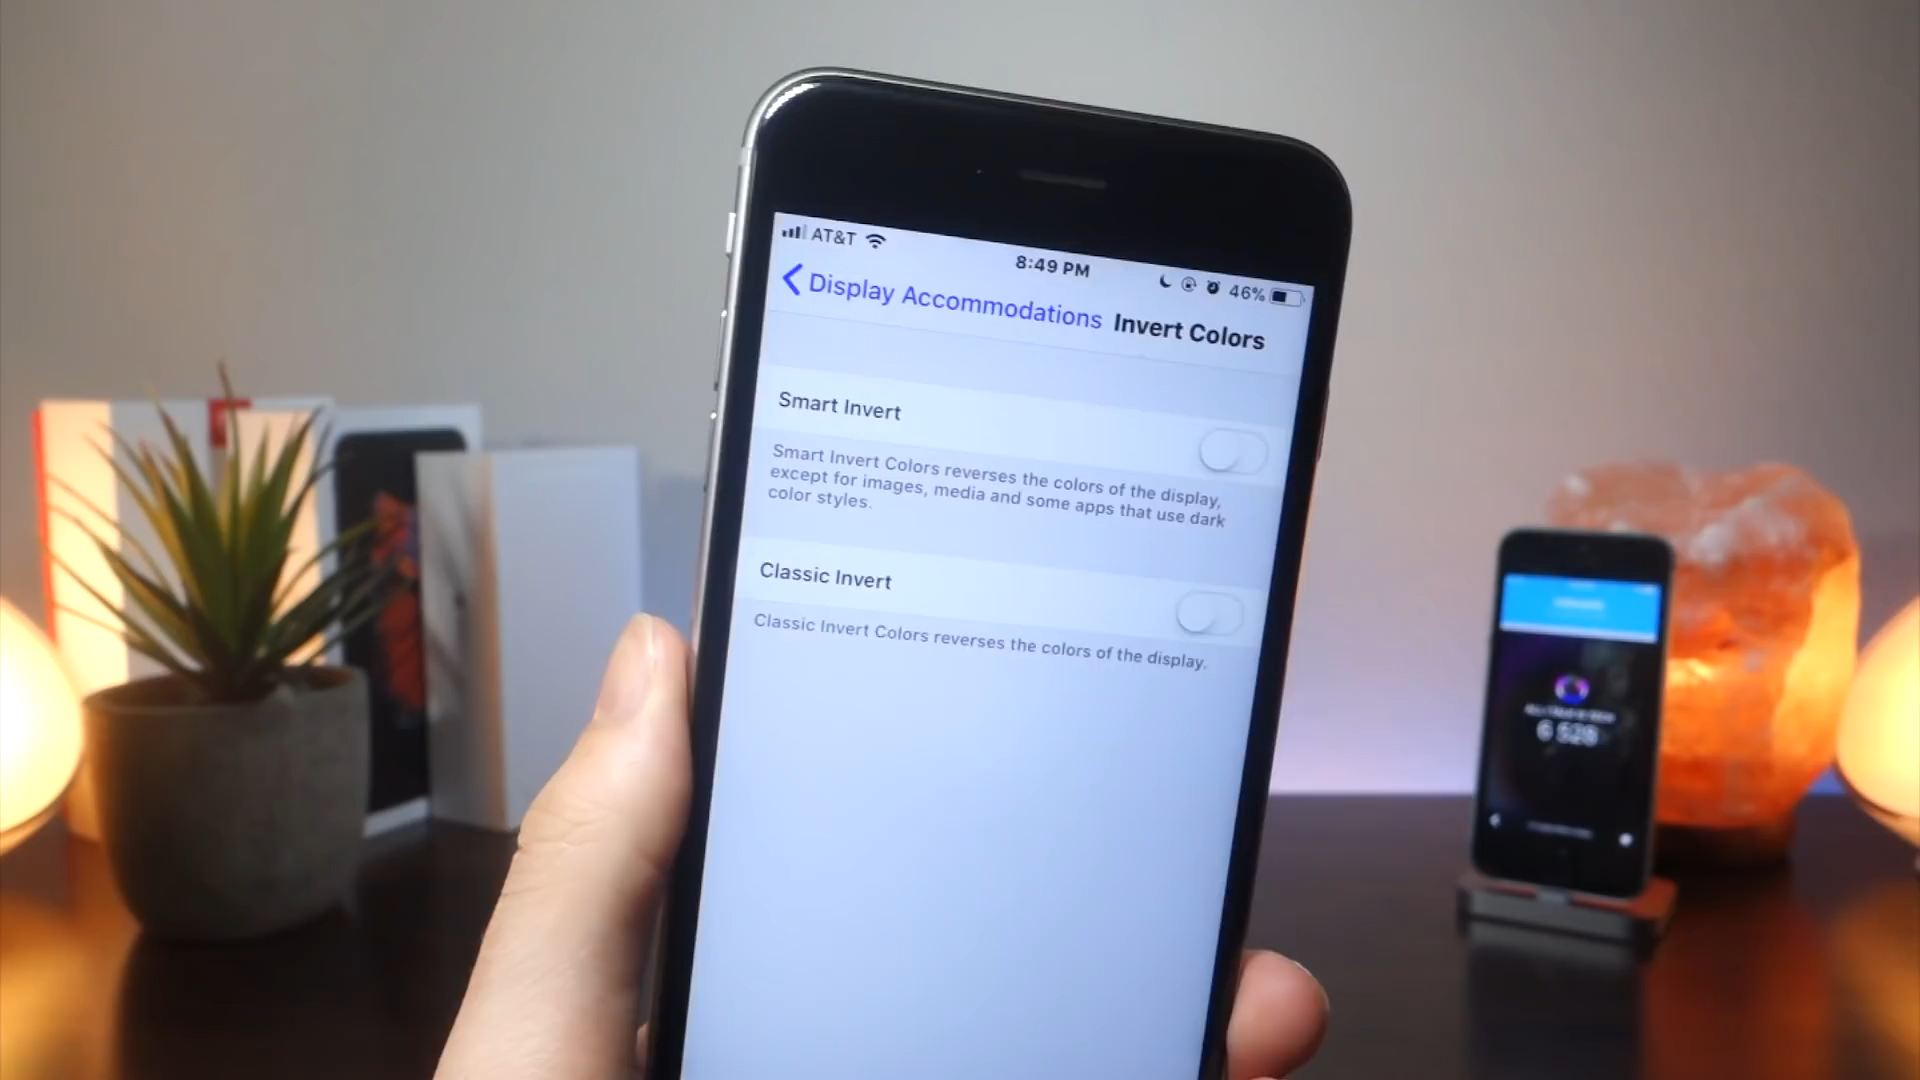 AT&T
8:49 PM
46%
Display Accommodations Invert Colors
Smart Invert
Smart Invert Colors reverses the colors of the display,
except for images, media and some apps that use dark
color styles.
Classic Invert
Classic Invert Colors reverses the colors of the display.
6 528